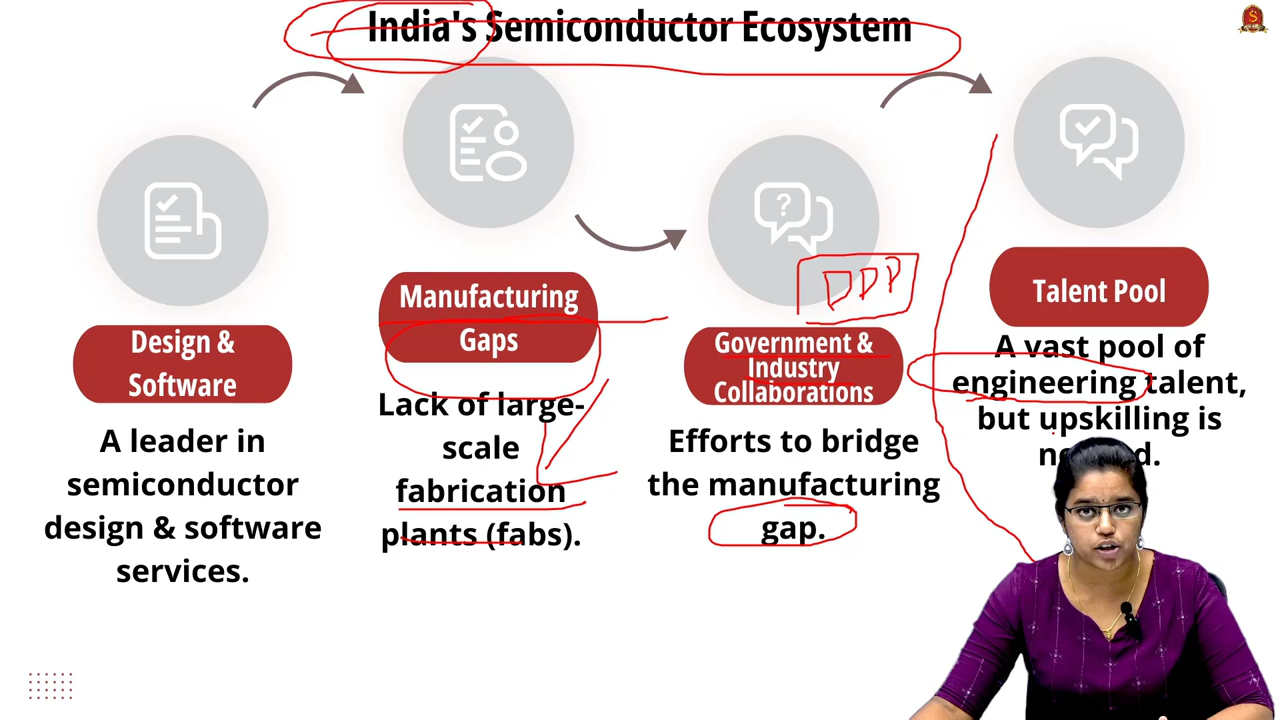 India's Semiconductor Ecosystem
Design &
Software
A leader in
semiconductor
design & software
services.
Manufacturing
Gaps
Lack of large-
scale
fabrication
plants (fabs).
Government &
Industry
Collaborations
Efforts to bridge
the manufacturing
gap.
Talent Pool
A vast pool of
engineering talent,
but upskilling is